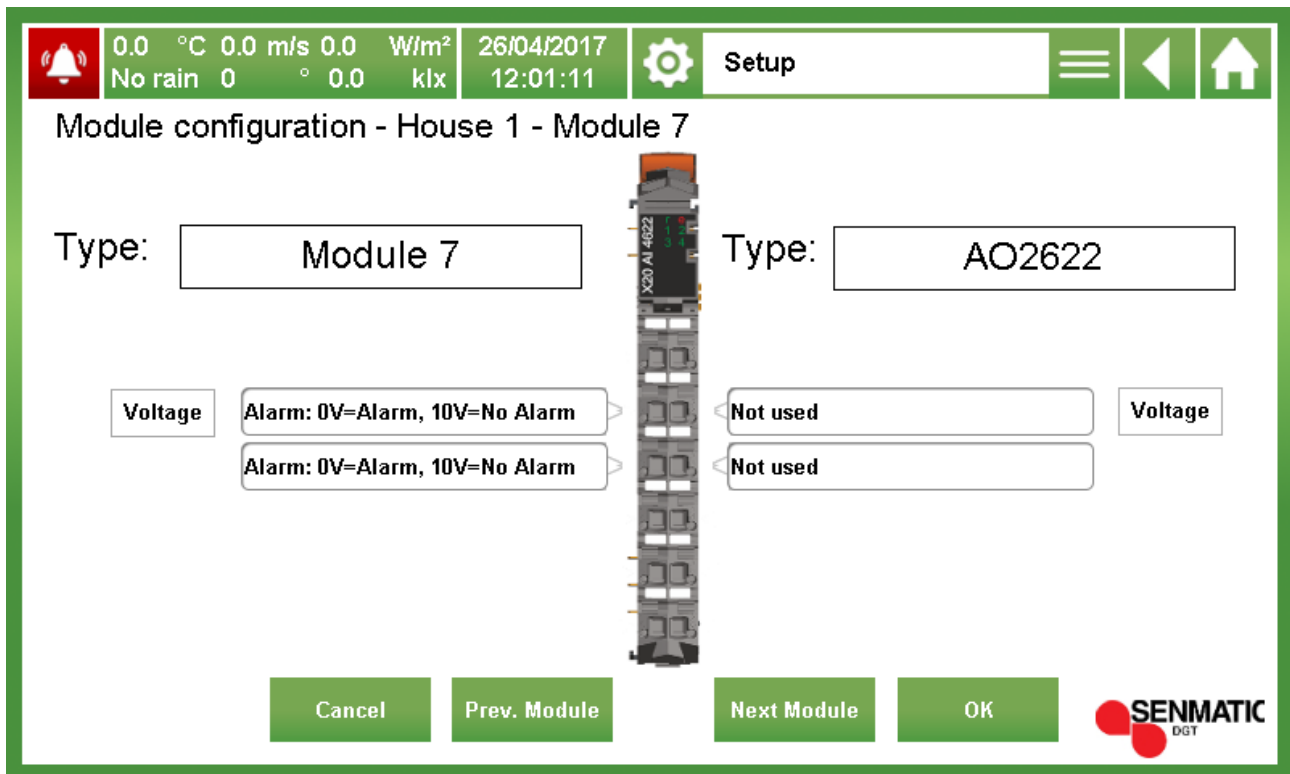 0.0 °C 0.0 m/s 0.0 W/m² 26/04/2017 Setup
No rain 0 ° 0.0 klx 12:01:11
Module configuration - House 1 - Module 7
Type: Module 7 Type: AO2622
X20 AI 4622
r e
1 2
3 4
Voltage Alarm: 0V=Alarm, 10V=No Alarm Not used Voltage
Alarm: 0V=Alarm, 10V=No Alarm Not used
Cancel Prev. Module Next Module OK
SENMATIC
DGT